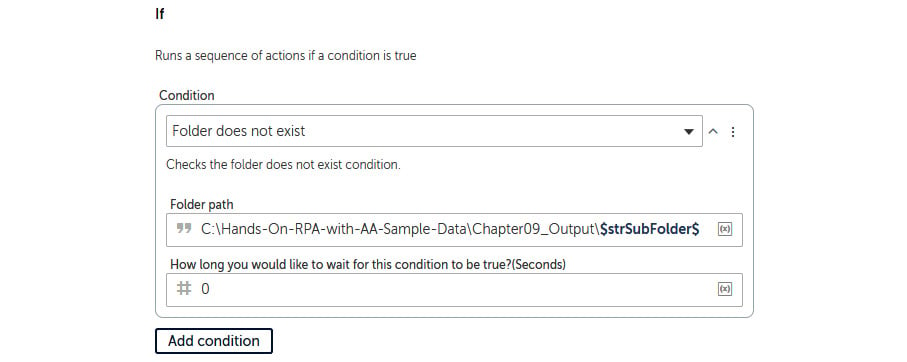 If
Runs a sequence of actions if a condition is true
Condition
Folder does not exist
Checks the folder does not exist condition.
Folder path
C:\Hands-On-RPA-with-AA-Sample-Data\Chapter09_Output\$strSubFolder$ (x)
How long you would like to wait for this condition to be true?(Seconds)
# 0 (x)
Add condition